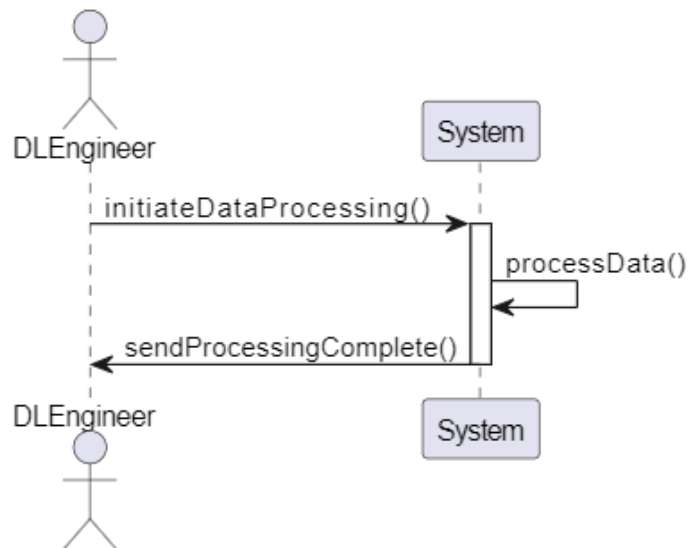 DLEngineer
System
initiateDataProcessing()
processData()
sendProcessingComplete()
DLEngineer
System